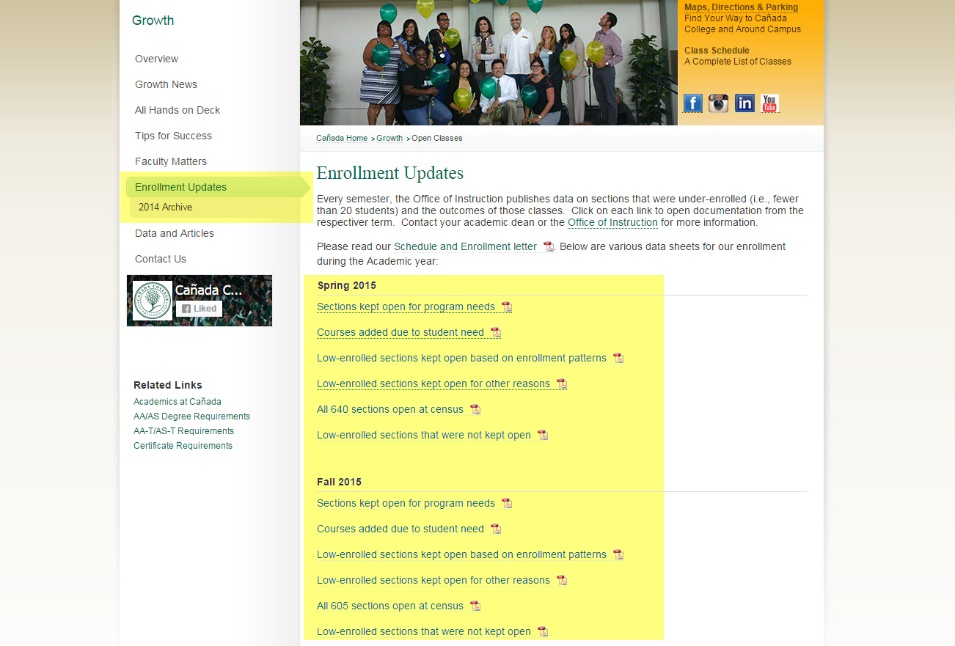 Growth
Overview
Growth News
All Hands on Deck
Tips for Success
Faculty Matters
Enrollment Updates
2014 Archive
Data and Articles
Contact Us
Cañada C...
Liked
Related Links
Academics at Cañada
AA/AS Degree Requirements
AA-T/AS-T Requirements
Certificate Requirements
Maps, Directions & Parking
Find Your Way to Cañada
College and Around Campus
Class Schedule
A Complete List of Classes
You
Tube
Cañada Home > Growth > Open Classes
Enrollment Updates
Every semester, the Office of Instruction publishes data on sections that were under-enrolled (i.e., fewer
than 20 students) and the outcomes of those classes.  Click on each link to open documentation from the
respectiver term.  Contact your academic dean or the Office of Instruction for more information.
Please read our Schedule and Enrollment letter . Below are various data sheets for our enrollment
during the Academic year:
Spring 2015
Sections kept open for program needs
Courses added due to student need
Low-enrolled sections kept open based on enrollment patterns
Low-enrolled sections kept open for other reasons
All 640 sections open at census
Low-enrolled sections that were not kept open
Fall 2015
Sections kept open for program needs
Courses added due to student need
Low-enrolled sections kept open based on enrollment patterns
Low-enrolled sections kept open for other reasons
All 605 sections open at census
Low-enrolled sections that were not kept open